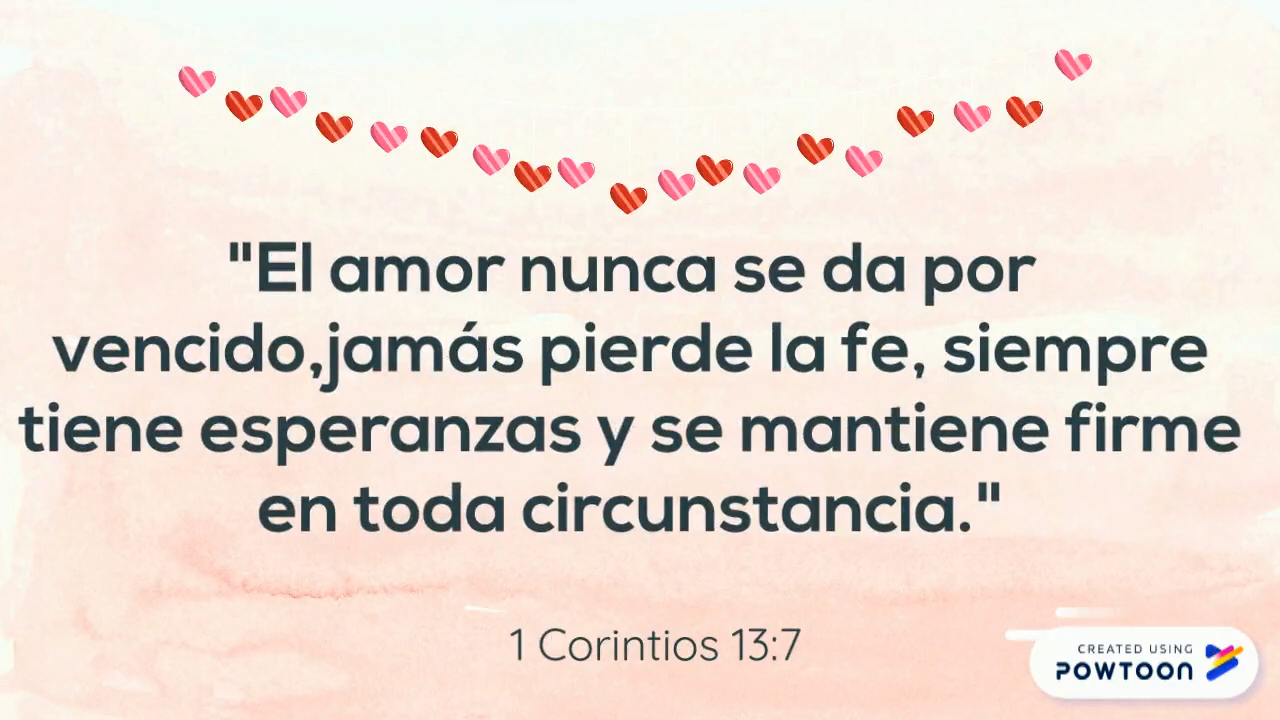 "El amor nunca se da por
vencido,jamás pierde la fe, siempre
tiene esperanzas y se mantiene firme
en toda circunstancia."
1 Corintios 13:7
CREATED USING
POWTOON